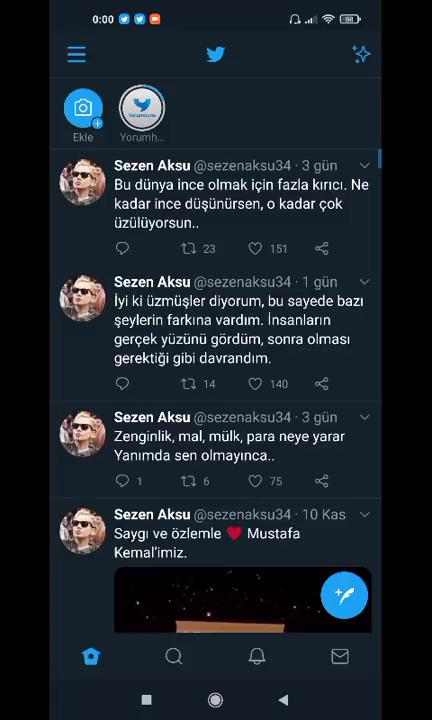 0:00
58
Ekle
Yorumh...
Sezen Aksu @sezenaksu34 · 3 gün
Bu dünya ince olmak için fazla kırıcı. Ne
kadar ince düşünürsen, o kadar çok
üzülüyorsun..
23 151
Sezen Aksu @sezenaksu34 · 1 gün
İyi ki üzmüşler diyorum, bu sayede bazı
şeylerin farkına vardım. İnsanların
gerçek yüzünü gördüm, sonra olması
gerektiği gibi davrandım.
14 140
Sezen Aksu @sezenaksu34 · 3 gün
Zenginlik, mal, mülk, para neye yarar
Yanımda sen olmayınca..
1 6 75
Sezen Aksu @sezenaksu34 · 10 Kas
Saygı ve özlemle ❤ Mustafa
Kemal'imiz.